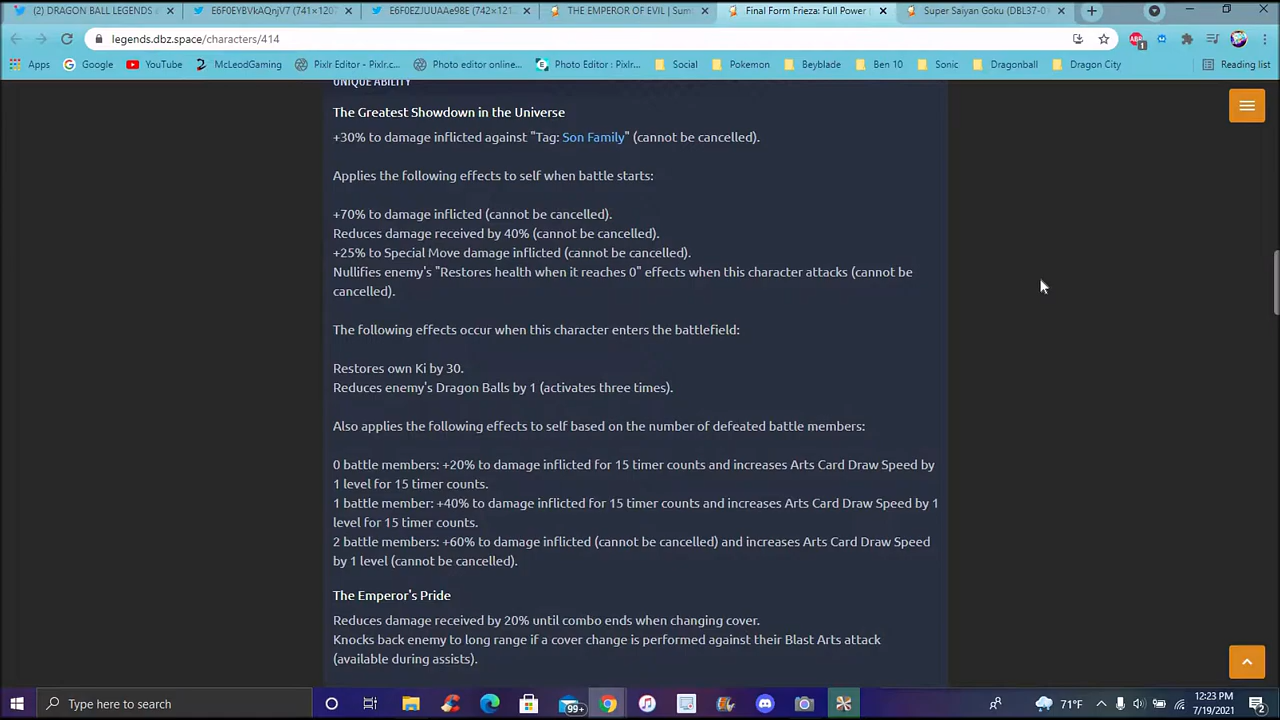 (2) DRAGON BALL LEGENDS
E6F0EYBVkAQnjV7 (741×1207
E6F0EZJUUAAe98E (742×121
THE EMPEROR OF EVIL | Sum
Final Form Frieza: Full Power
Super Saiyan Goku (DBL37-0
legends.dbz.space/characters/414
Apps Google YouTube McLeodGaming Pixlr Editor - Pixlr.c... Photo editor online... Photo Editor : Pixlr... Social Pokemon Beyblade Ben 10 Sonic Dragonball Dragon City Reading list
UNIQUE ABILITY
The Greatest Showdown in the Universe
+30% to damage inflicted against "Tag: Son Family" (cannot be cancelled).
Applies the following effects to self when battle starts:
+70% to damage inflicted (cannot be cancelled).
Reduces damage received by 40% (cannot be cancelled).
+25% to Special Move damage inflicted (cannot be cancelled).
Nullifies enemy's "Restores health when it reaches 0" effects when this character attacks (cannot be
cancelled).
The following effects occur when this character enters the battlefield:
Restores own Ki by 30.
Reduces enemy's Dragon Balls by 1 (activates three times).
Also applies the following effects to self based on the number of defeated battle members:
0 battle members: +20% to damage inflicted for 15 timer counts and increases Arts Card Draw Speed by
1 level for 15 timer counts.
1 battle member: +40% to damage inflicted for 15 timer counts and increases Arts Card Draw Speed by 1
level for 15 timer counts.
2 battle members: +60% to damage inflicted (cannot be cancelled) and increases Arts Card Draw Speed
by 1 level (cannot be cancelled).
The Emperor's Pride
Reduces damage received by 20% until combo ends when changing cover.
Knocks back enemy to long range if a cover change is performed against their Blast Arts attack
(available during assists).
Type here to search
99+
71°F
12:23 PM
7/19/2021
2